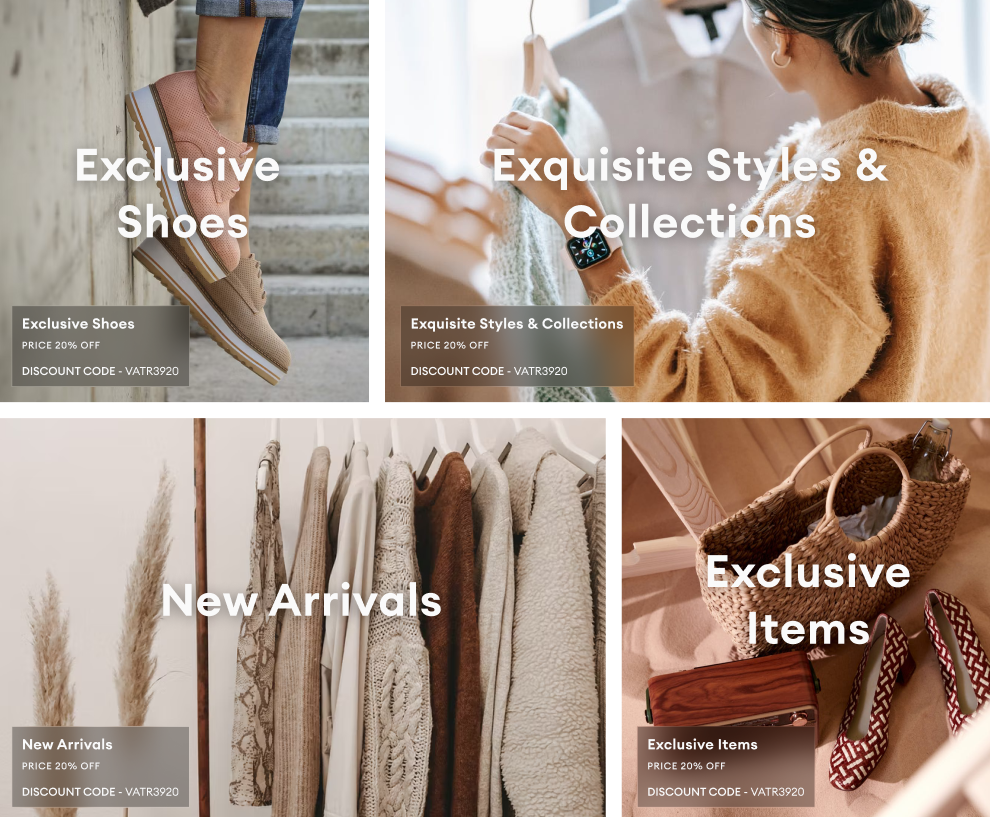 Exclusive
Shoes
Exclusive Shoes
PRICE 20% OFF
DISCOUNT CODE - VATR3920
Exquisite Styles &
Collections
Exquisite Styles & Collections
PRICE 20% OFF
DISCOUNT CODE - VATR3920
New Arrivals
New Arrivals
PRICE 20% OFF
DISCOUNT CODE - VATR3920
Exclusive
Items
Exclusive Items
PRICE 20% OFF
DISCOUNT CODE - VATR3920